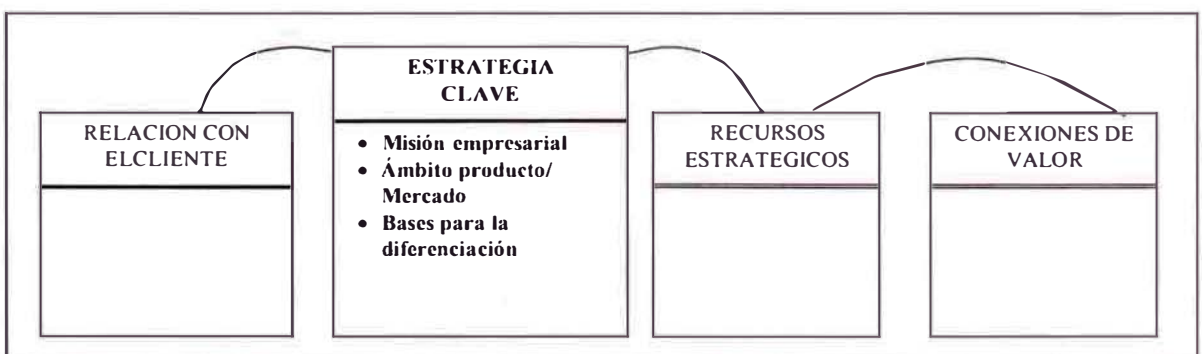 RELACION CON
ELCLIENTE
ESTRATEGIA
CLAVE
• Misión empresarial
• Ámbito producto/
Mercado
• Bases para la
diferenciación
RECURSOS
ESTRATEGICOS
CONEXIONES DE
VALOR